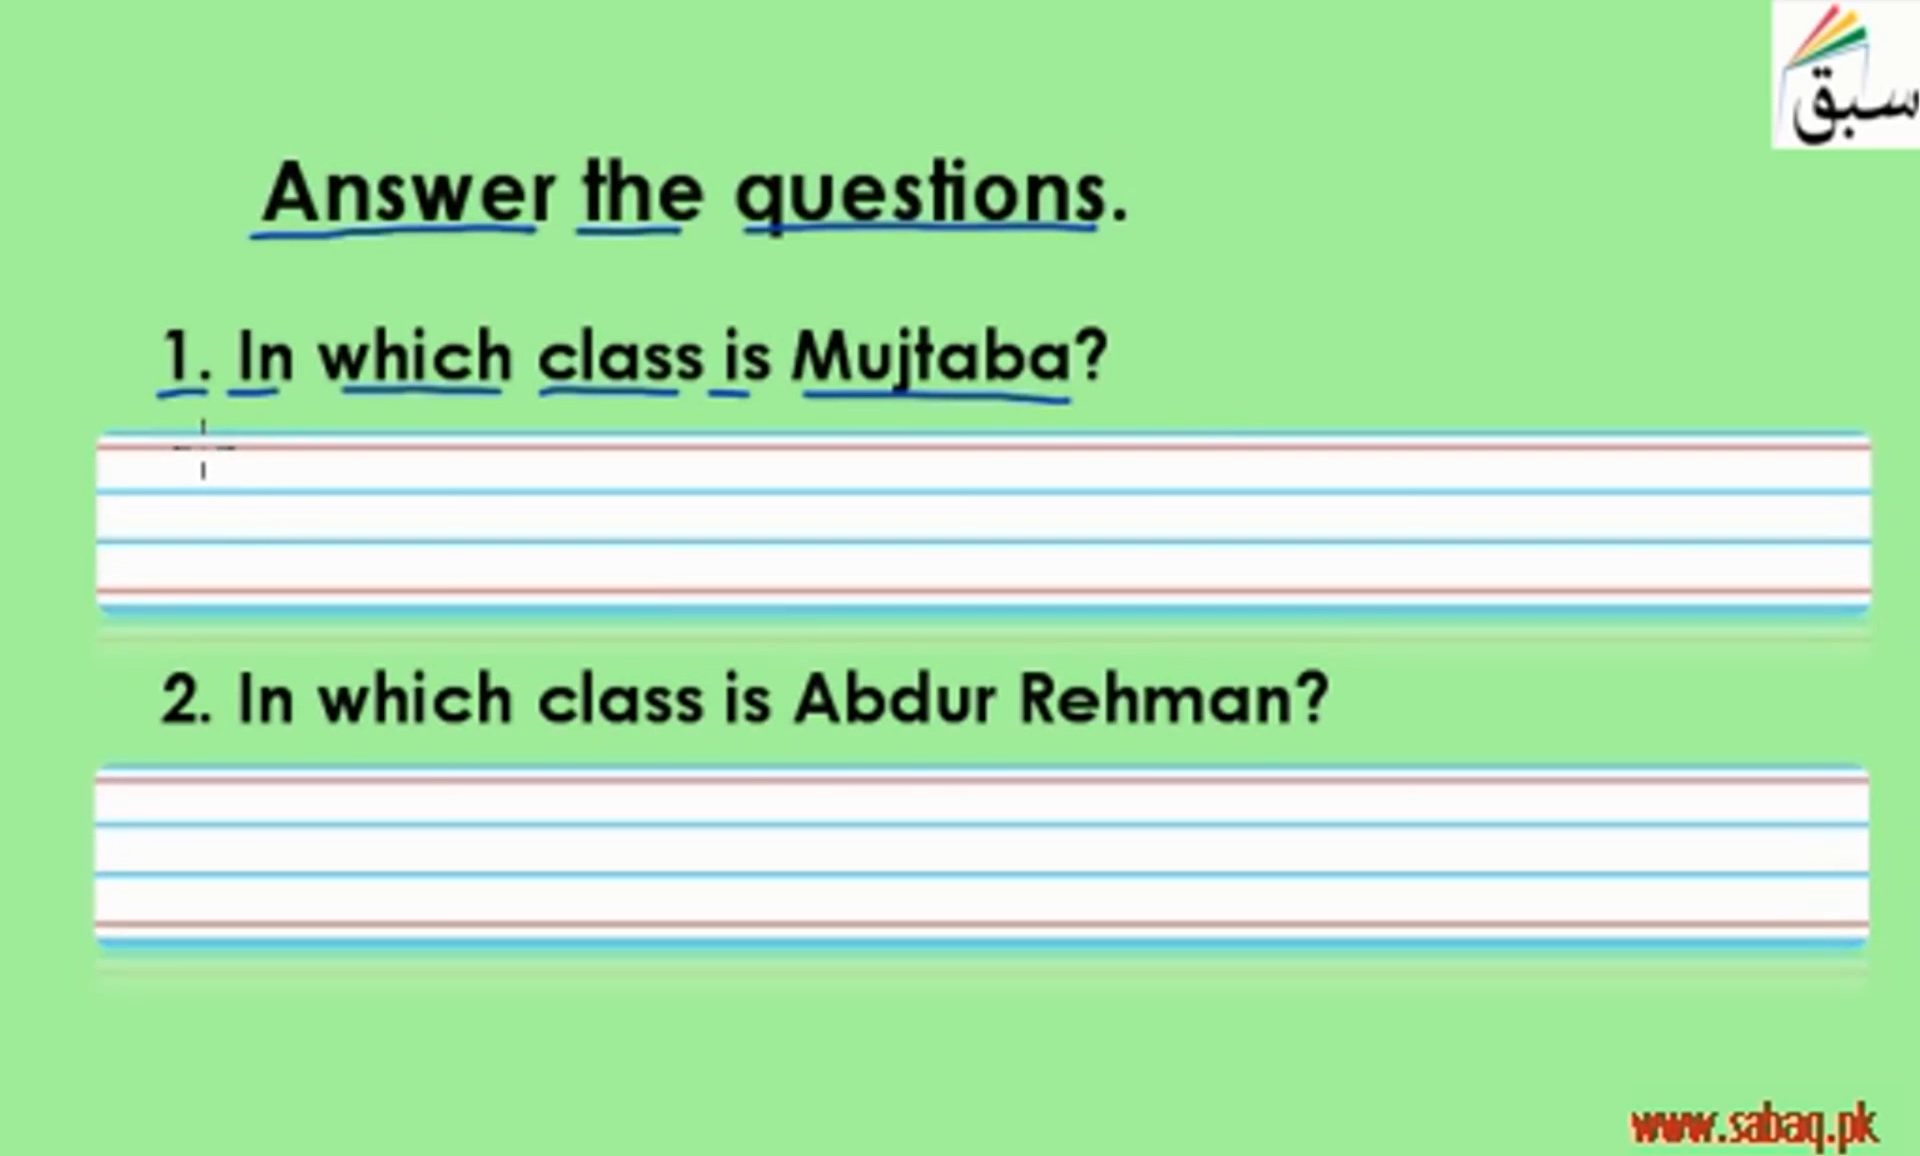 سبق
Answer the questions.
1. In which class is Mujtaba?
2. In which class is Abdur Rehman?
www.sabaq.pk